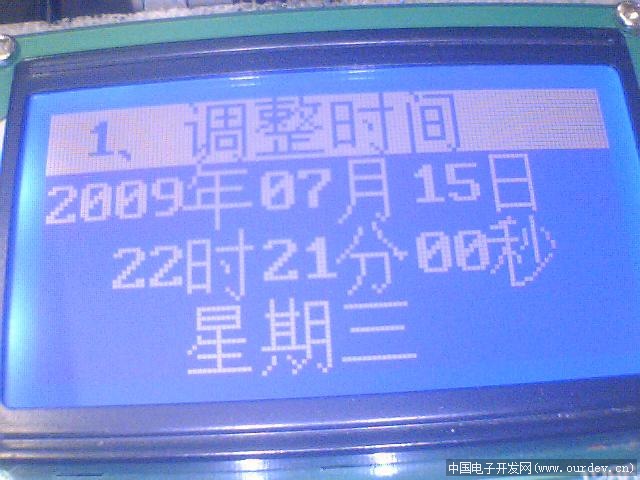 1、调整时间
2009年07月15日
22时21分00秒
星期三
中国电子开发网(www.ourdev.cn)